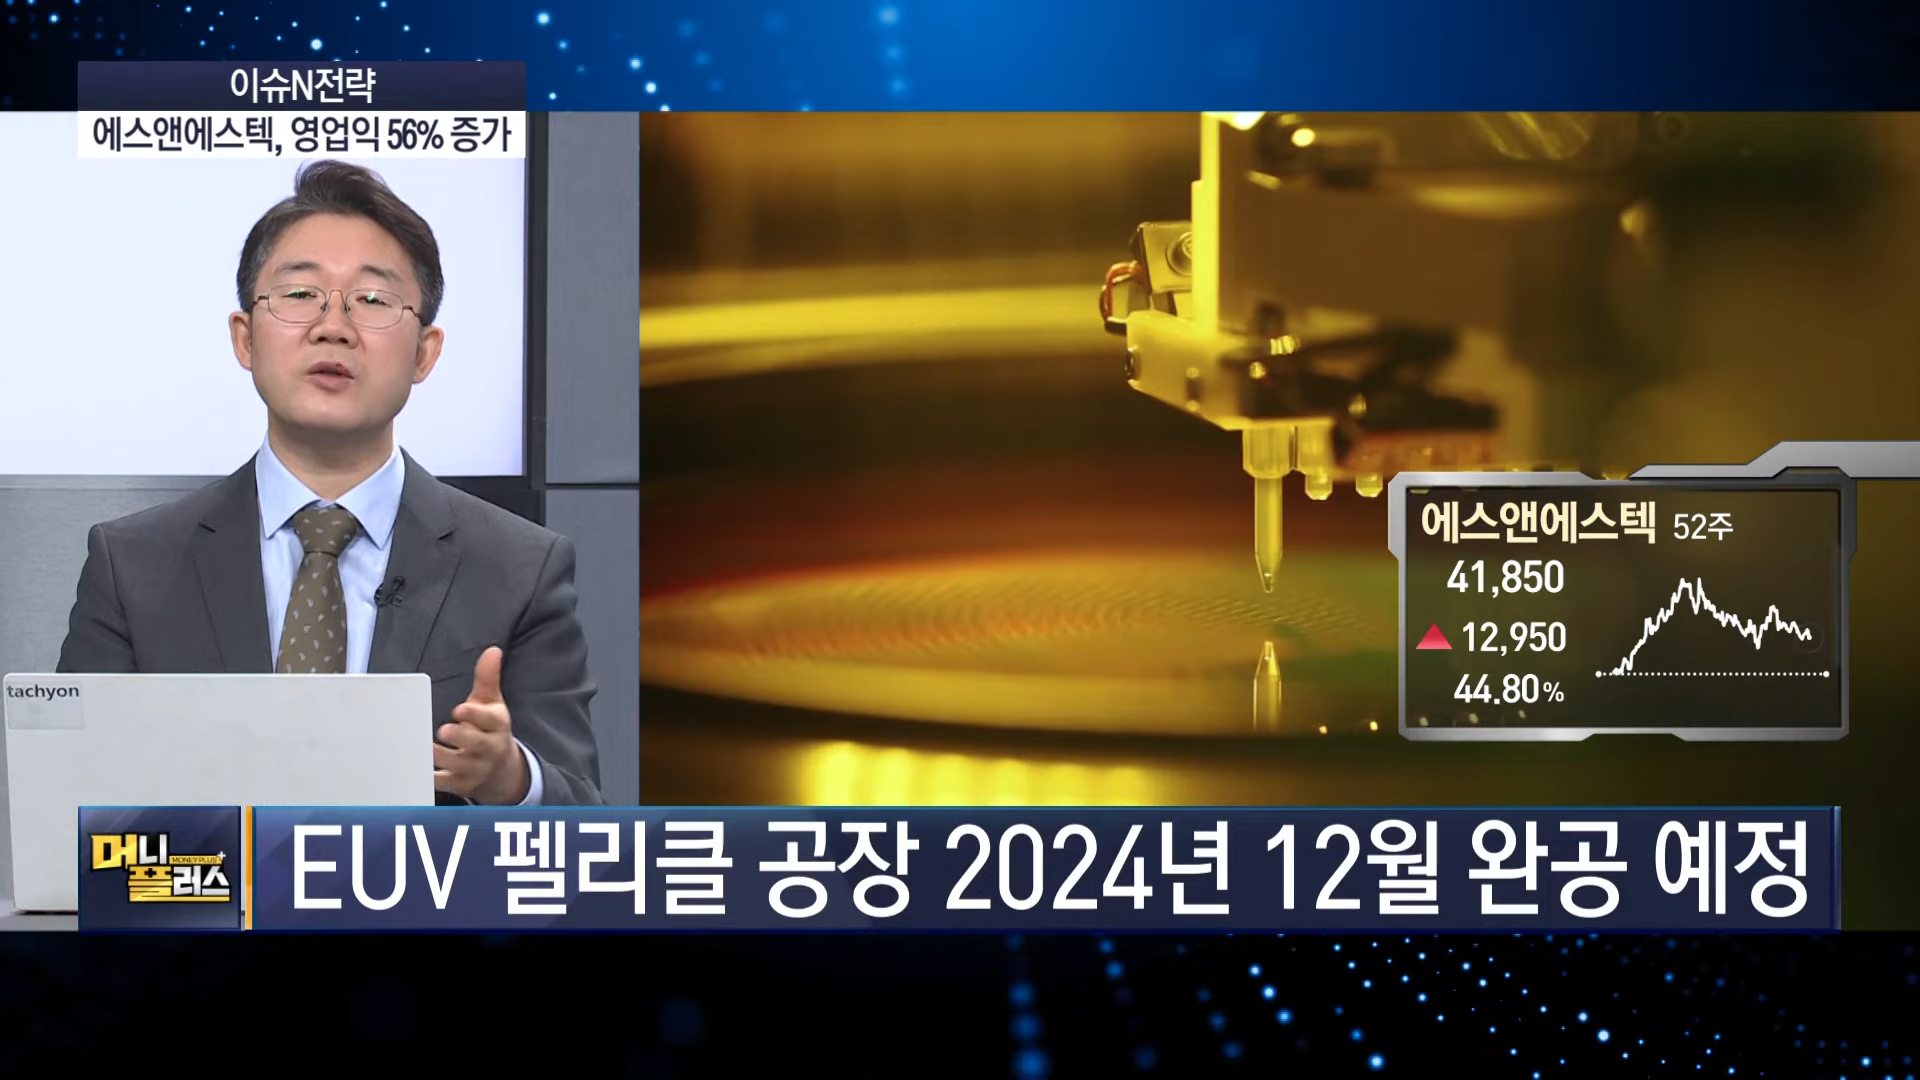 이슈N전략
에스앤에스텍, 영업익 56% 증가
에스앤에스텍 52주
41,850
▲ 12,950
44.80%
tachyon
머니
MONEY PLUS+
플러스
EUV 펠리클 공장 2024년 12월 완공 예정